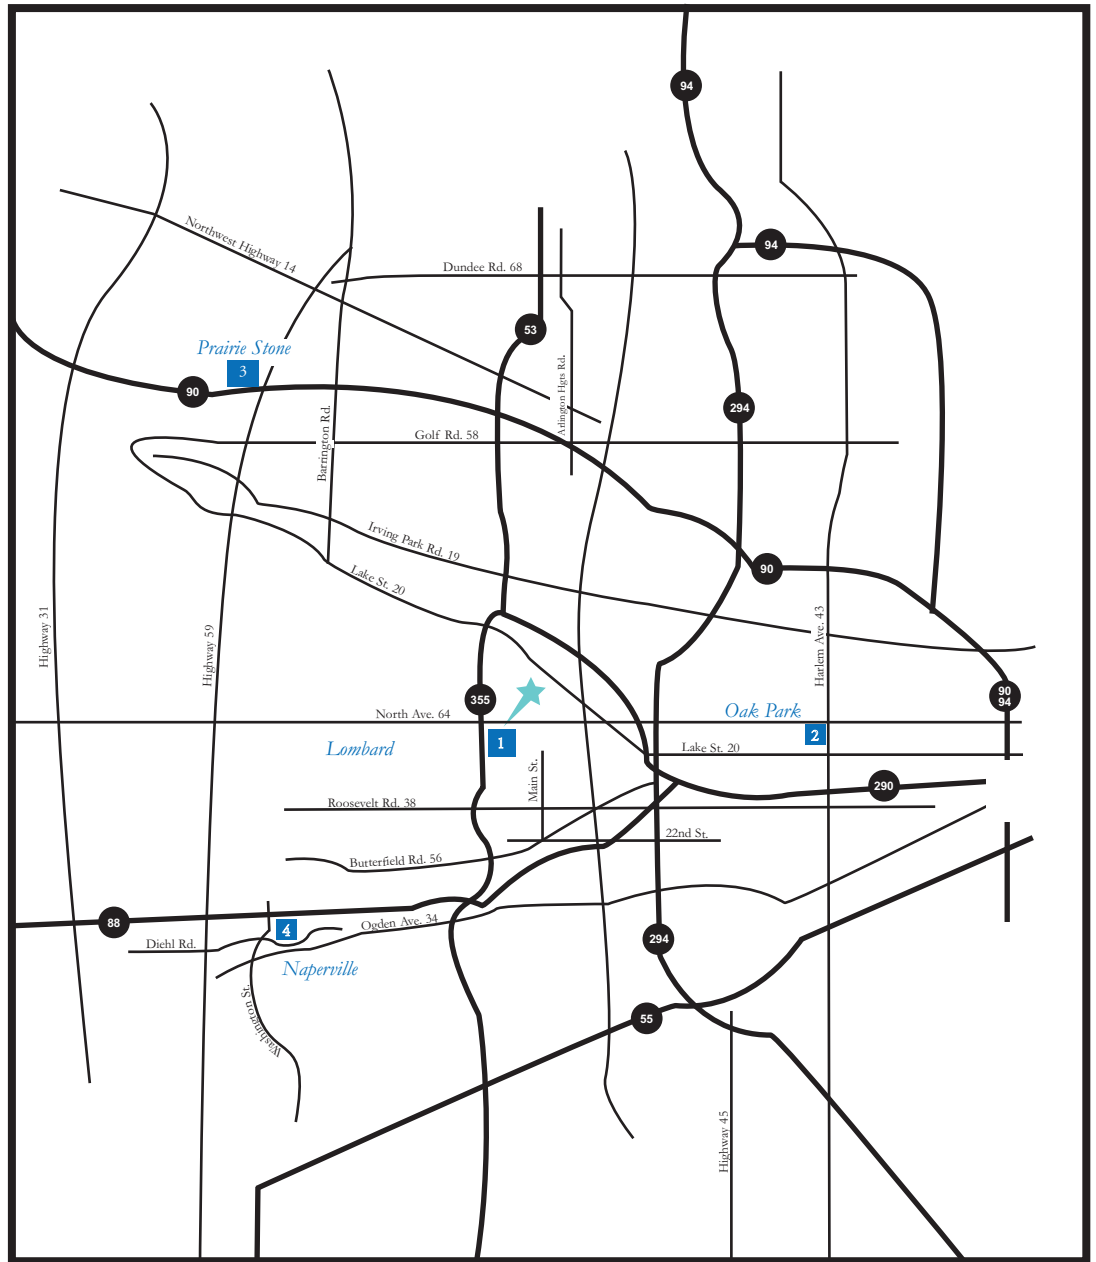 94
94
Northwest Highway 14
Dundee Rd. 68
53
Prairie Stone
3
90
Arlington Hgts Rd.
294
Barrington Rd.
Golf Rd. 58
Irving Park Rd. 19
Lake St. 20
90
Highway 31
Highway 59
Harlem Ave. 43
355
90
94
North Ave. 64
Oak Park
2
Lombard
1
Lake St. 20
Main St.
290
Roosevelt Rd. 38
22nd St.
Butterfield Rd. 56
88
4
Ogden Ave. 34
Diehl Rd.
294
Naperville
Washington St.
55
Highway 45